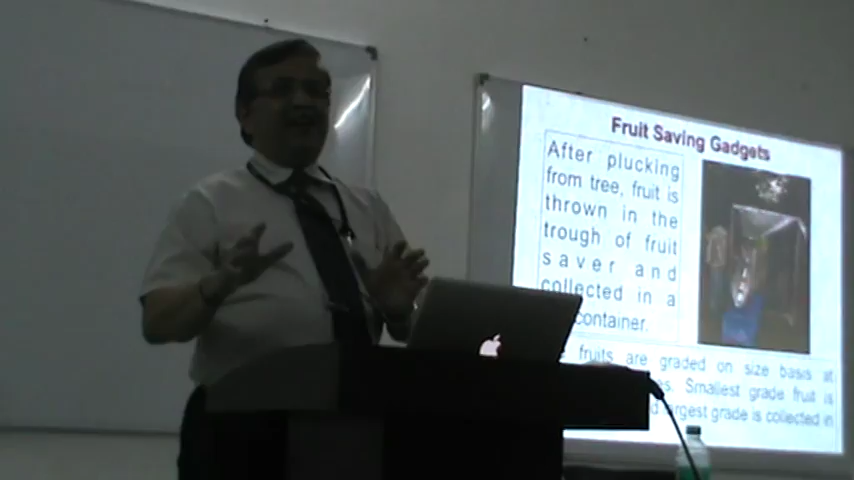 Fruit Saving Gadgets
After plucking
from tree, fruit is
thrown in the
trough of fruit
saver and
collected in a
container.
fruits are graded on size basis at
Smallest grade fruit is
largest grade is collected in